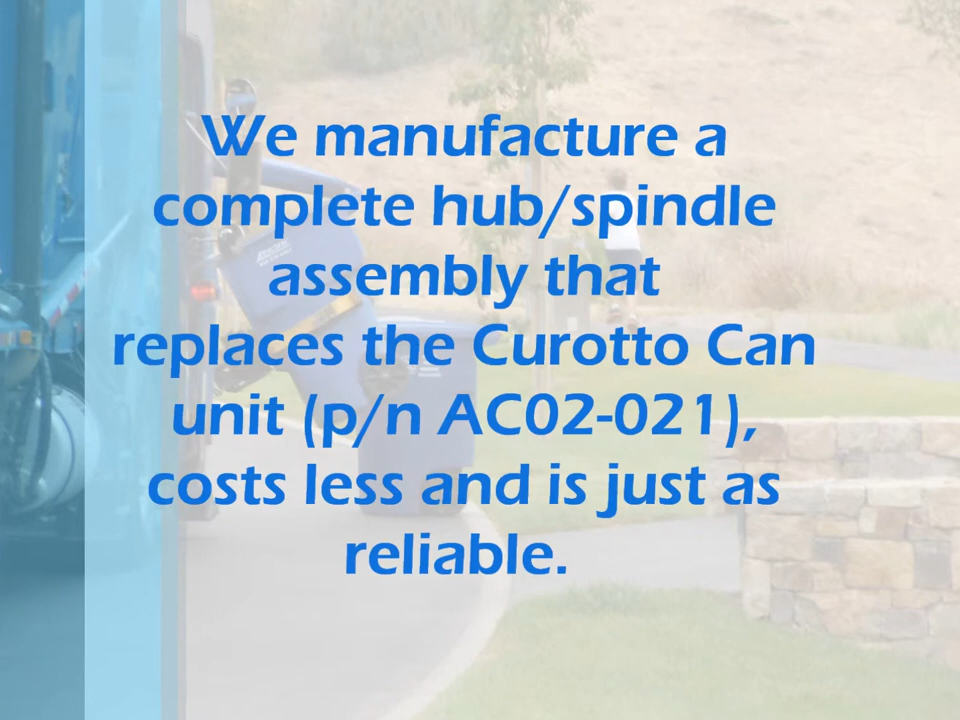 We manufacture a
complete hub/spindle
assembly that
replaces the Curotto Can
unit (p/n AC02-021),
costs less and is just as
reliable.